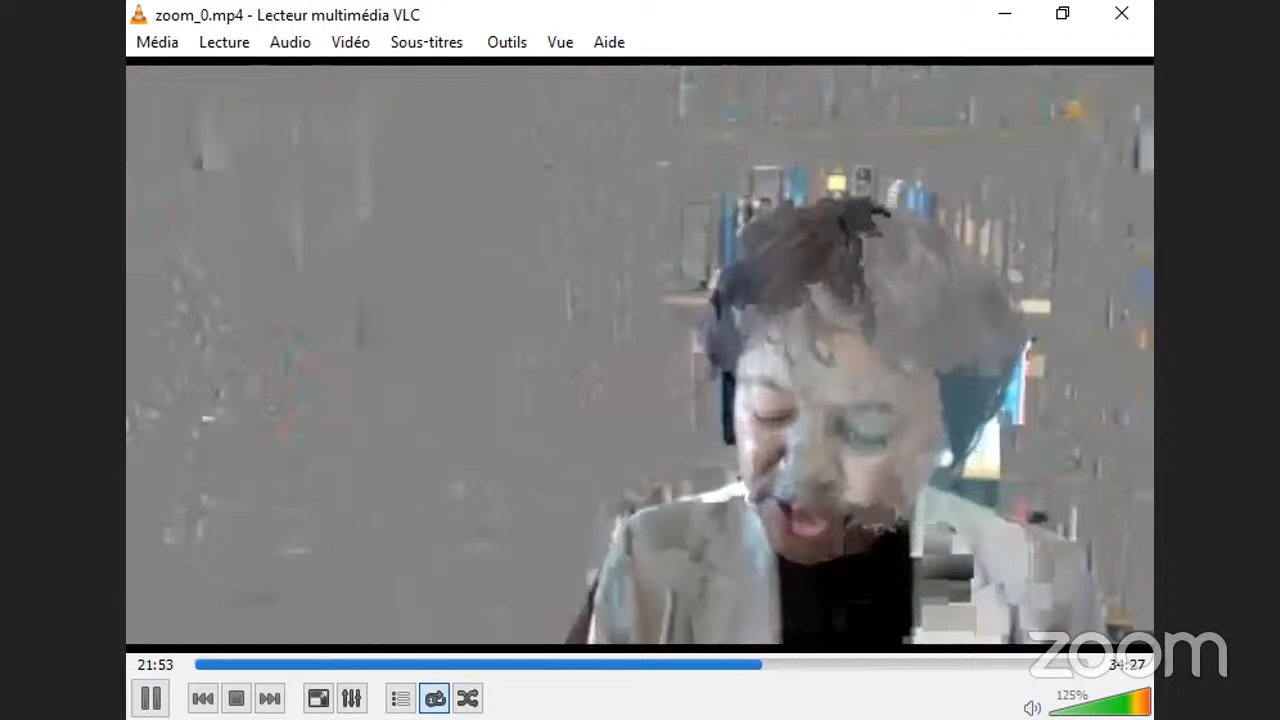 zoom_0.mp4 - Lecteur multimédia VLC
Média Lecture Audio Vidéo Sous-titres Outils Vue Aide
21:53
34:27
zoom
125%